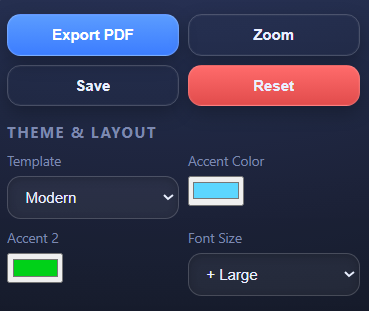 Export PDF
Zoom
Save
Reset
THEME & LAYOUT
Template
Accent Color
Modern
Accent 2
Font Size
+ Large